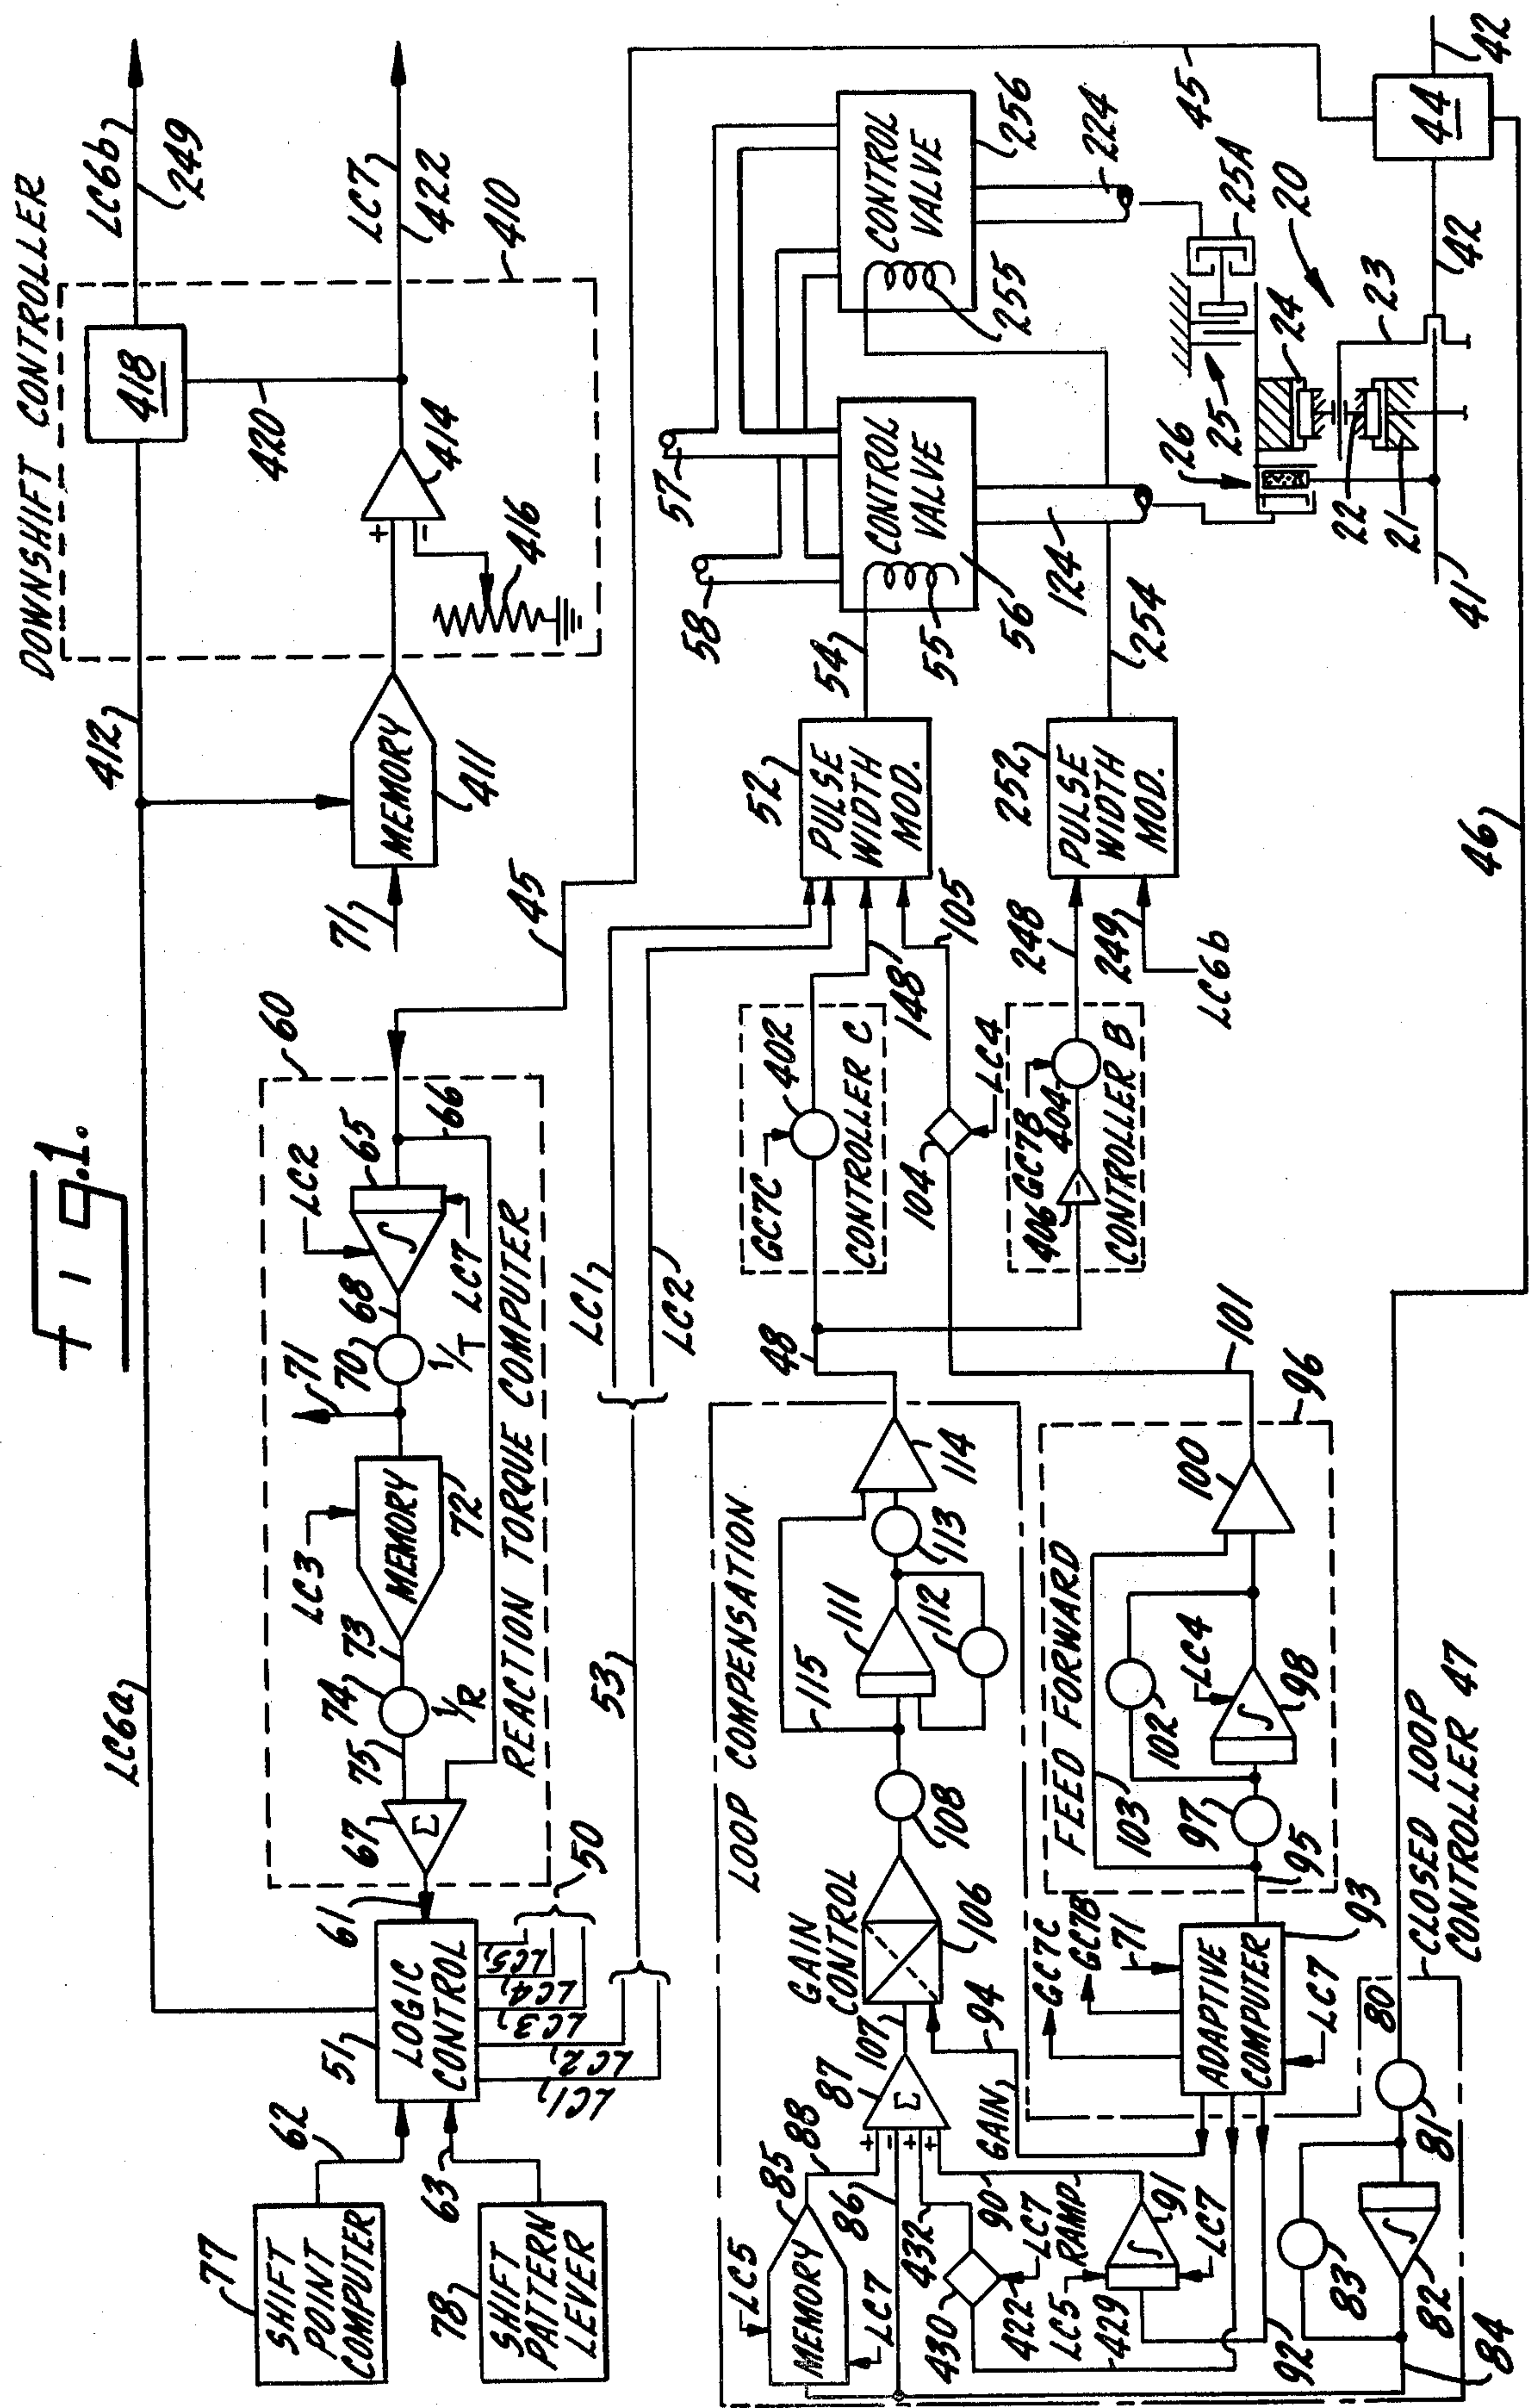 Fig.1.
DOWNSHIFT CONTROLLER
LC6a
412
418
LC6b
249
420
LC7
422
410
414
416
+
-
71
MEMORY
411
77
SHIFT
POINT
COMPUTER
62
78
SHIFT
PATTERN
LEVER
63
51
LOGIC
CONTROL
61
LC5
LC4
LC3
LC2
LC1
50
53
67
Σ
75
74
1/R
73
LC3
MEMORY
72
71
70
1/T
68
LC2
∫
65
LC7
66
60
REACTION TORQUE COMPUTER
45
LC1
LC2
45
LOOP COMPENSATION
LC5
85
MEMORY
LC7
88
86
432
430
422
LC7
429
LC5
RAMP
90
91
∫
LC7
92
87
Σ
+
-
+
+
107
GAIN
CONTROL
106
94
GAIN
108
115
111
112
113
114
48
GC7C
402
CONTROLLER C
148
104
LC4
105
406
GC7B
404
CONTROLLER B
248
249
LC6b
52
PULSE
WIDTH
MOD.
54
252
PULSE
WIDTH
MOD.
254
58
57
CONTROL
VALVE
55
56
124
CONTROL
VALVE
255
256
224
26
25
25A
24
20
22
21
23
41
42
44
42
46
GC7C
GC7B
71
ADAPTIVE
COMPUTER
93
LC7
FEED FORWARD
95
97
103
102
LC4
∫
98
100
96
101
CLOSED LOOP
CONTROLLER 47
80
81
83
∫
82
84